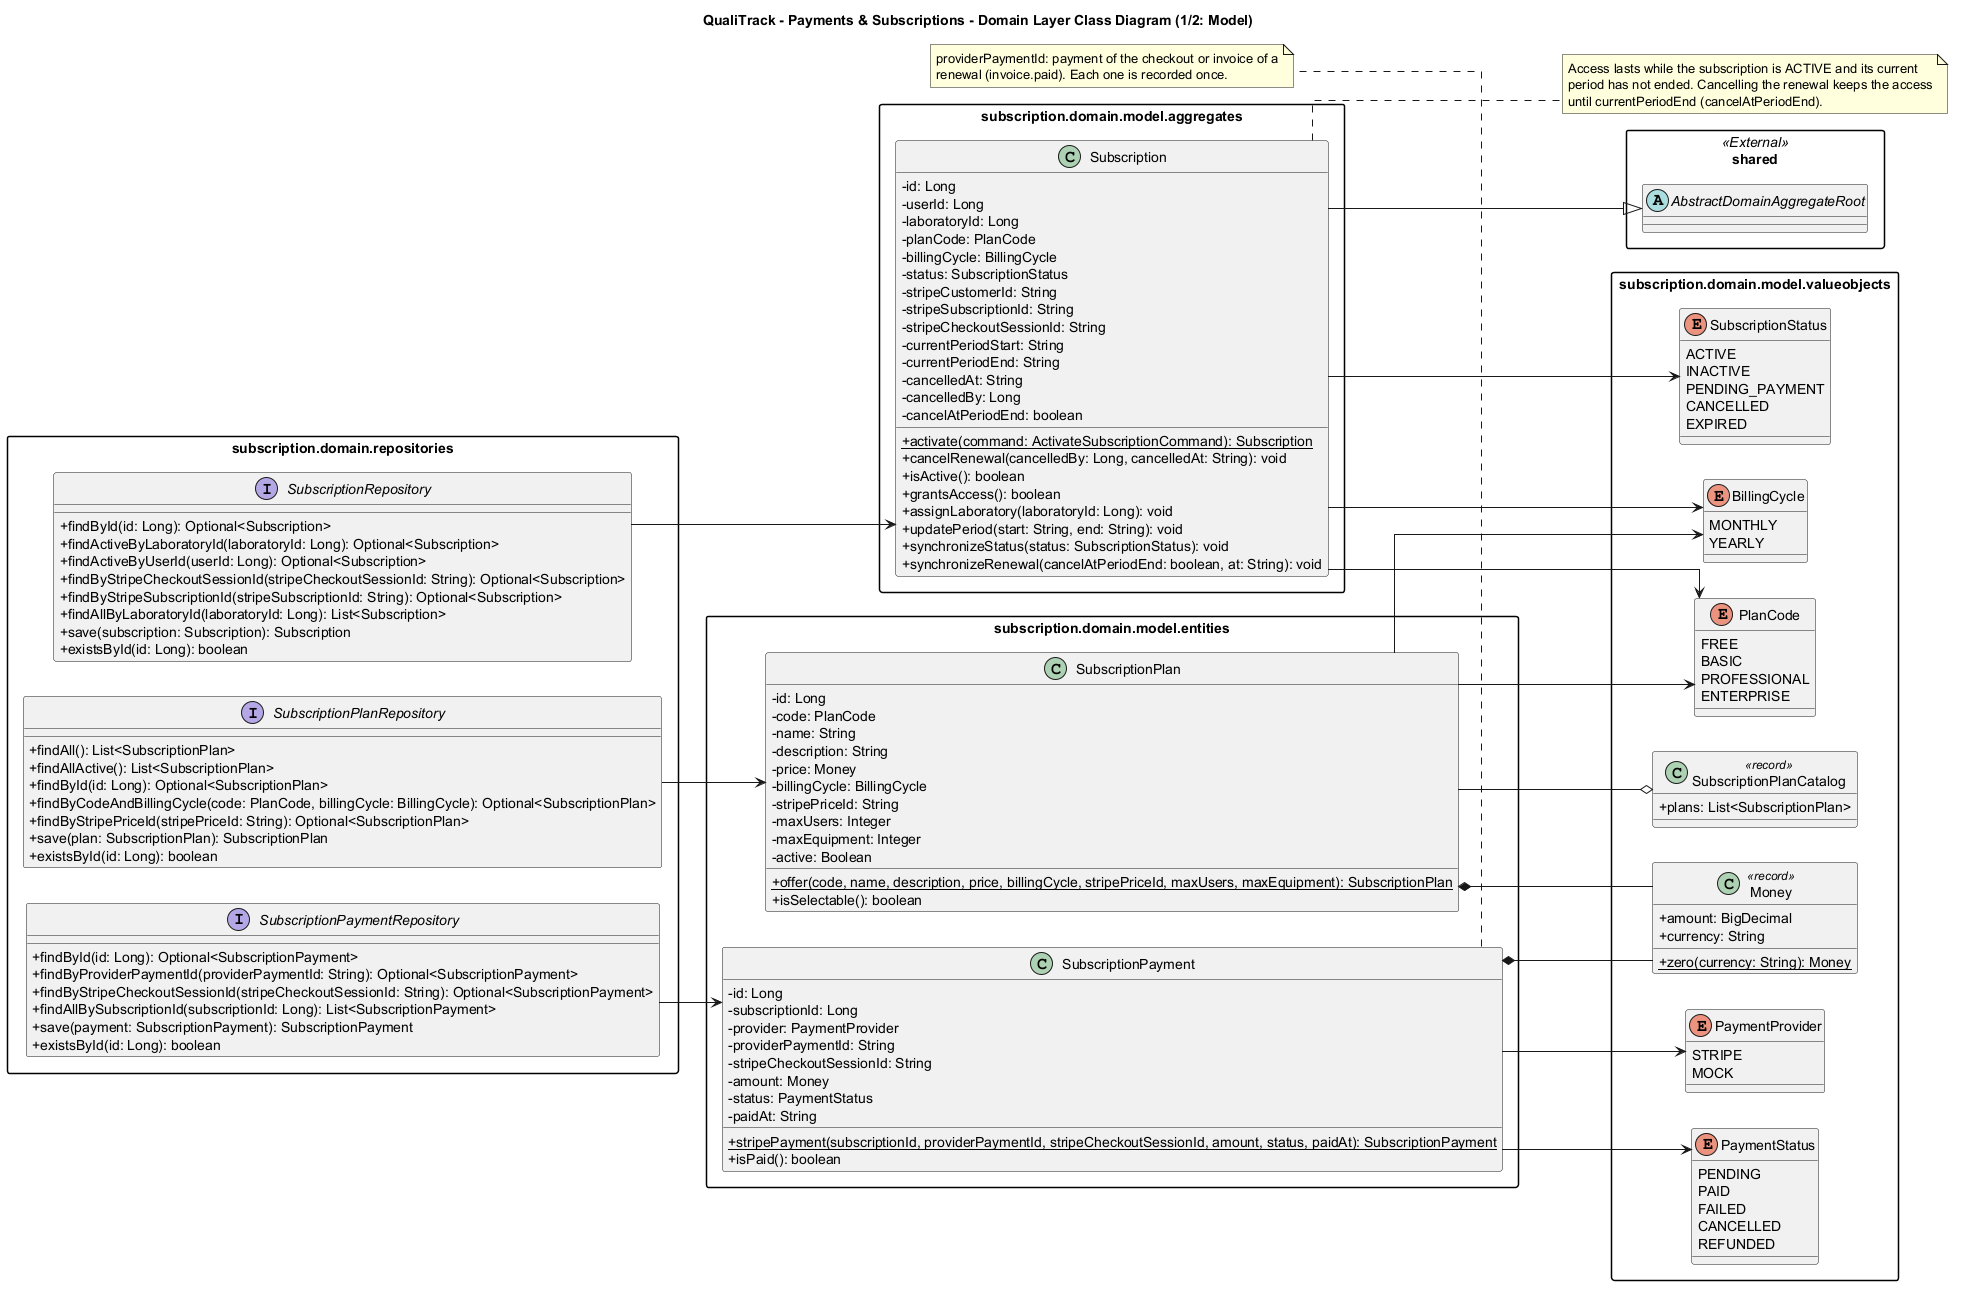 QualiTrack - Payments & Subscriptions - Domain Layer Class Diagram (1/2: Model)
providerPaymentId: payment of the checkout or invoice of a
renewal (invoice.paid). Each one is recorded once.
Access lasts while the subscription is ACTIVE and its current
period has not ended. Cancelling the renewal keeps the access
until currentPeriodEnd (cancelAtPeriodEnd).
subscription.domain.model.aggregates
Subscription
-id: Long
-userId: Long
-laboratoryId: Long
-planCode: PlanCode
-billingCycle: BillingCycle
-status: SubscriptionStatus
-stripeCustomerId: String
-stripeSubscriptionId: String
-stripeCheckoutSessionId: String
-currentPeriodStart: String
-currentPeriodEnd: String
-cancelledAt: String
-cancelledBy: Long
-cancelAtPeriodEnd: boolean
+activate(command: ActivateSubscriptionCommand): Subscription
+cancelRenewal(cancelledBy: Long, cancelledAt: String): void
+isActive(): boolean
+grantsAccess(): boolean
+assignLaboratory(laboratoryId: Long): void
+updatePeriod(start: String, end: String): void
+synchronizeStatus(status: SubscriptionStatus): void
+synchronizeRenewal(cancelAtPeriodEnd: boolean, at: String): void
«External»
shared
AbstractDomainAggregateRoot
subscription.domain.repositories
SubscriptionRepository
+findById(id: Long): Optional<Subscription>
+findActiveByLaboratoryId(laboratoryId: Long): Optional<Subscription>
+findActiveByUserId(userId: Long): Optional<Subscription>
+findByStripeCheckoutSessionId(stripeCheckoutSessionId: String): Optional<Subscription>
+findByStripeSubscriptionId(stripeSubscriptionId: String): Optional<Subscription>
+findAllByLaboratoryId(laboratoryId: Long): List<Subscription>
+save(subscription: Subscription): Subscription
+existsById(id: Long): boolean
SubscriptionPlanRepository
+findAll(): List<SubscriptionPlan>
+findAllActive(): List<SubscriptionPlan>
+findById(id: Long): Optional<SubscriptionPlan>
+findByCodeAndBillingCycle(code: PlanCode, billingCycle: BillingCycle): Optional<SubscriptionPlan>
+findByStripePriceId(stripePriceId: String): Optional<SubscriptionPlan>
+save(plan: SubscriptionPlan): SubscriptionPlan
+existsById(id: Long): boolean
SubscriptionPaymentRepository
+findById(id: Long): Optional<SubscriptionPayment>
+findByProviderPaymentId(providerPaymentId: String): Optional<SubscriptionPayment>
+findByStripeCheckoutSessionId(stripeCheckoutSessionId: String): Optional<SubscriptionPayment>
+findAllBySubscriptionId(subscriptionId: Long): List<SubscriptionPayment>
+save(payment: SubscriptionPayment): SubscriptionPayment
+existsById(id: Long): boolean
subscription.domain.model.entities
SubscriptionPlan
-id: Long
-code: PlanCode
-name: String
-description: String
-price: Money
-billingCycle: BillingCycle
-stripePriceId: String
-maxUsers: Integer
-maxEquipment: Integer
-active: Boolean
+offer(code, name, description, price, billingCycle, stripePriceId, maxUsers, maxEquipment): SubscriptionPlan
+isSelectable(): boolean
SubscriptionPayment
-id: Long
-subscriptionId: Long
-provider: PaymentProvider
-providerPaymentId: String
-stripeCheckoutSessionId: String
-amount: Money
-status: PaymentStatus
-paidAt: String
+stripePayment(subscriptionId, providerPaymentId, stripeCheckoutSessionId, amount, status, paidAt): SubscriptionPayment
+isPaid(): boolean
subscription.domain.model.valueobjects
SubscriptionStatus
ACTIVE
INACTIVE
PENDING_PAYMENT
CANCELLED
EXPIRED
BillingCycle
MONTHLY
YEARLY
PlanCode
FREE
BASIC
PROFESSIONAL
ENTERPRISE
«record»
SubscriptionPlanCatalog
+plans: List<SubscriptionPlan>
«record»
Money
+amount: BigDecimal
+currency: String
+zero(currency: String): Money
PaymentProvider
STRIPE
MOCK
PaymentStatus
PENDING
PAID
FAILED
CANCELLED
REFUNDED